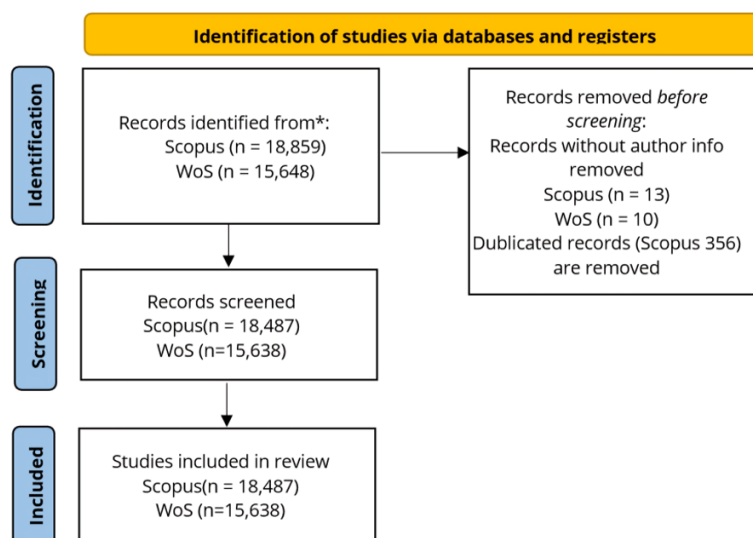 Identification of studies via databases and registers
Identification
Records identified from*:
Scopus (n = 18,859)
WoS (n = 15,648)
Records removed before
screening:
Records without author info
removed
Scopus (n = 13)
WoS (n = 10)
Dublicated records (Scopus 356)
are removed
Screening
Records screened
Scopus(n = 18,487)
WoS (n=15,638)
Included
Studies included in review
Scopus(n = 18,487)
WoS (n=15,638)